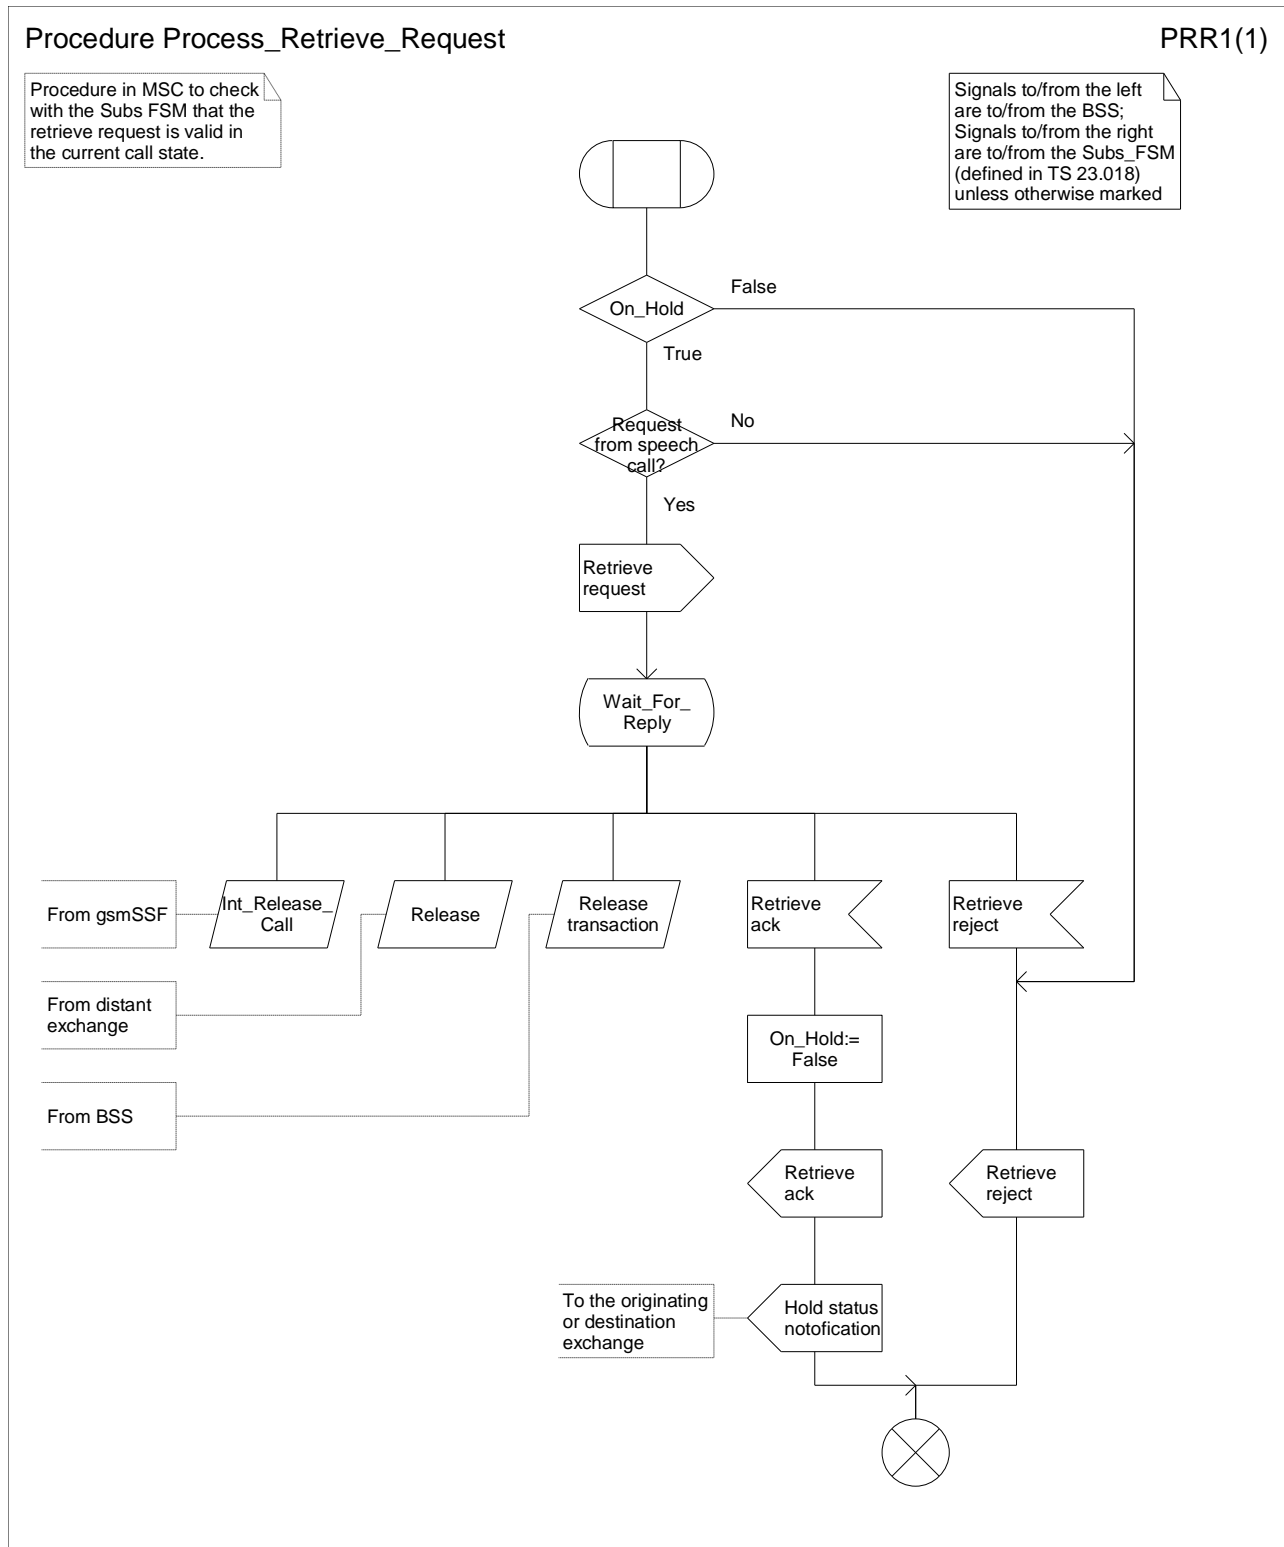 Procedure Process_Retrieve_Request
PRR1(1)
Procedure in MSC to check
with the Subs FSM that the
retrieve request is valid in
the current call state.
Signals to/from the left
are to/from the BSS;
Signals to/from the right
are to/from the Subs_FSM
(defined in TS 23.018)
unless otherwise marked
False
On_Hold
True
Request
from speech
call?
No
Yes
Retrieve
request
Wait_For_
Reply
From gsmSSF
Int_Release_
Call
Release
Release
transaction
Retrieve
ack
Retrieve
reject
From distant
exchange
On_Hold:=
False
From BSS
Retrieve
ack
Retrieve
reject
To the originating
or destination
exchange
Hold status
notofication